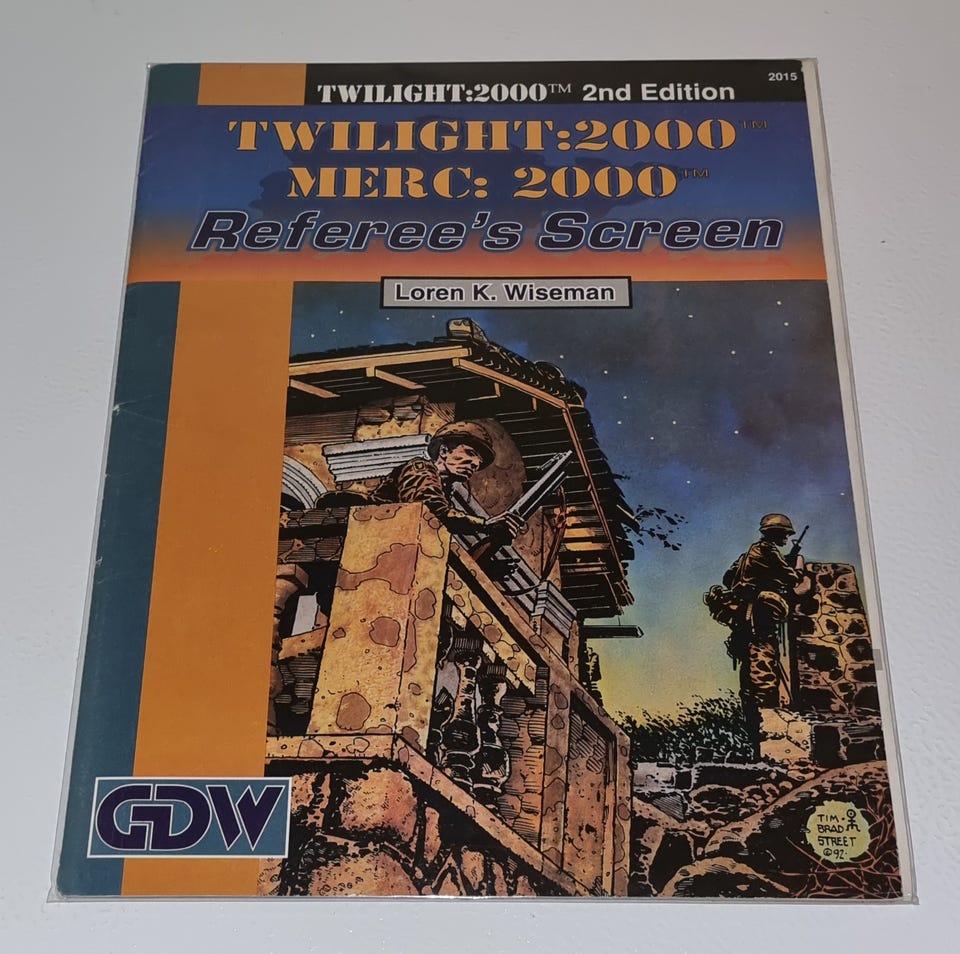 TWILIGHT:2000™ 2nd Edition
2015
TWILIGHT:2000™
MERC: 2000™
Referee's Screen
Loren K. Wiseman
GDW
TIM·
BRAD
STREET
©92·